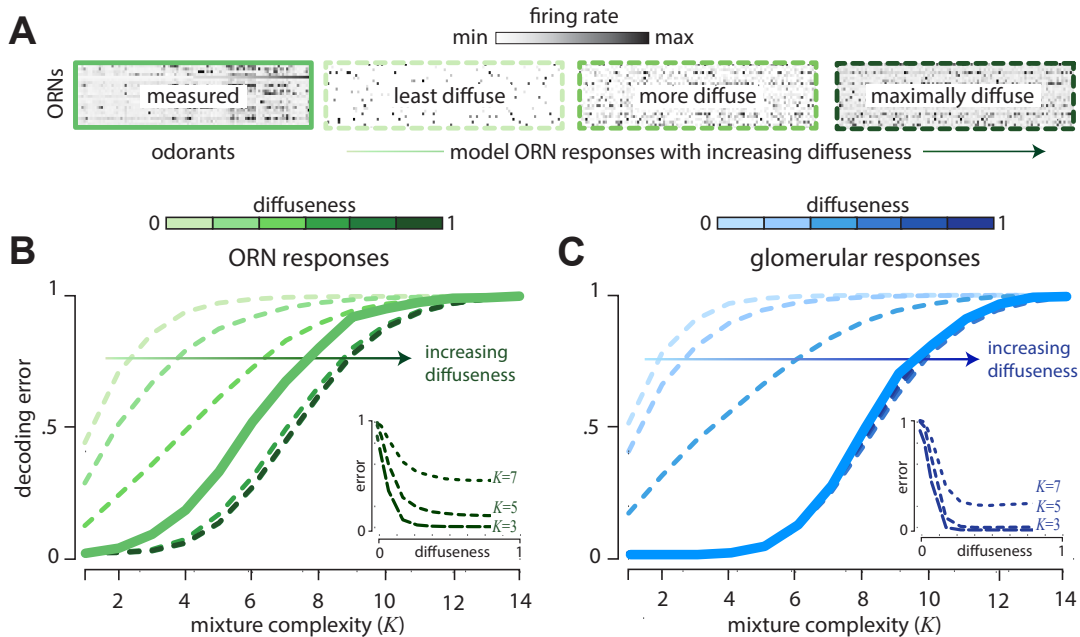 A
firing rate
min
max
ORNs
measured
least diffuse
more diffuse
maximally diffuse
odorants
model ORN responses with increasing diffuseness
diffuseness
0
1
B
ORN responses
1
.5
0
decoding error
increasing
diffuseness
1
error
0
K=7
K=5
K=3
0
diffuseness
1
2
4
6
8
10
12
14
mixture complexity (K)
diffuseness
0
1
C
glomerular responses
1
.5
0
increasing
diffuseness
1
error
0
K=7
K=5
K=3
0
diffuseness
1
2
4
6
8
10
12
14
mixture complexity (K)